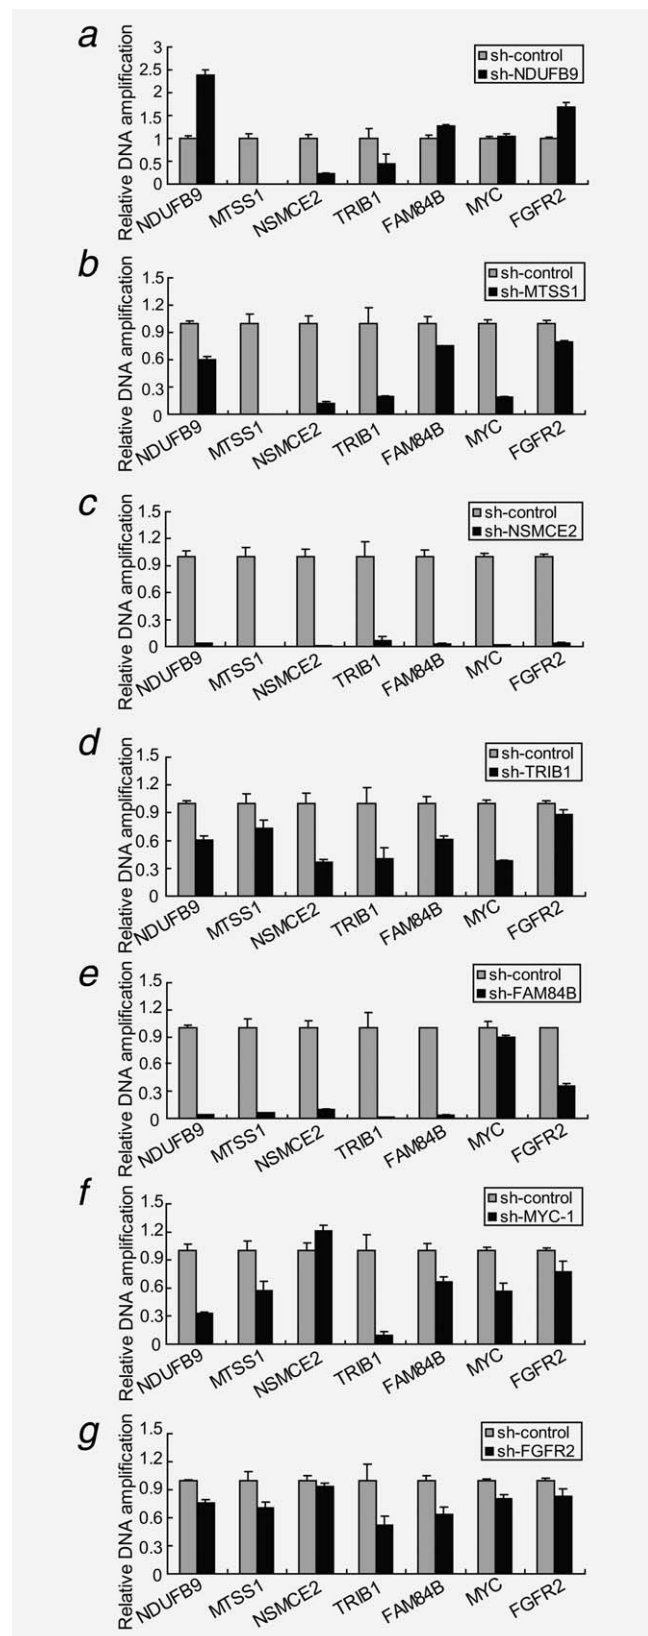 a
Relative DNA amplification
3
2.5
2
1.5
1
0.5
0
sh-control
sh-NDUFB9
NDUFB9 MTSS1 NSMCE2 TRIB1 FAM84B MYC FGFR2
b
Relative DNA amplification
1.5
1.2
0.9
0.6
0.3
0
sh-control
sh-MTSS1
NDUFB9 MTSS1 NSMCE2 TRIB1 FAM84B MYC FGFR2
c
Relative DNA amplification
1.5
1.2
0.9
0.6
0.3
0
sh-control
sh-NSMCE2
NDUFB9 MTSS1 NSMCE2 TRIB1 FAM84B MYC FGFR2
d
Relative DNA amplification
1.5
1.2
0.9
0.6
0.3
0
sh-control
sh-TRIB1
NDUFB9 MTSS1 NSMCE2 TRIB1 FAM84B MYC FGFR2
e
Relative DNA amplification
1.5
1.2
0.9
0.6
0.3
0
sh-control
sh-FAM84B
NDUFB9 MTSS1 NSMCE2 TRIB1 FAM84B MYC FGFR2
f
Relative DNA amplification
1.5
1.2
0.9
0.6
0.3
0
sh-control
sh-MYC-1
NDUFB9 MTSS1 NSMCE2 TRIB1 FAM84B MYC FGFR2
g
Relative DNA amplification
1.5
1.2
0.9
0.6
0.3
0
sh-control
sh-FGFR2
NDUFB9 MTSS1 NSMCE2 TRIB1 FAM84B MYC FGFR2